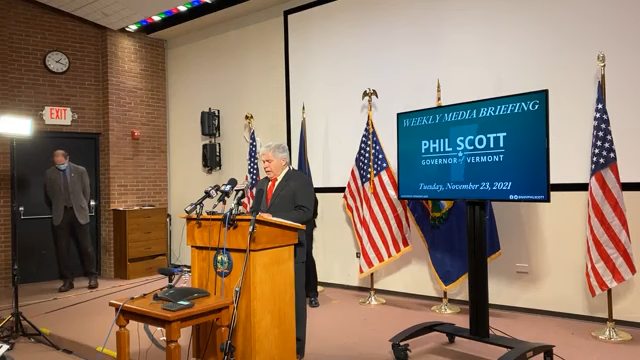 EXIT
WEEKLY MEDIA BRIEFING
PHIL SCOTT
GOVERNOR of VERMONT
Tuesday, November 23, 2021